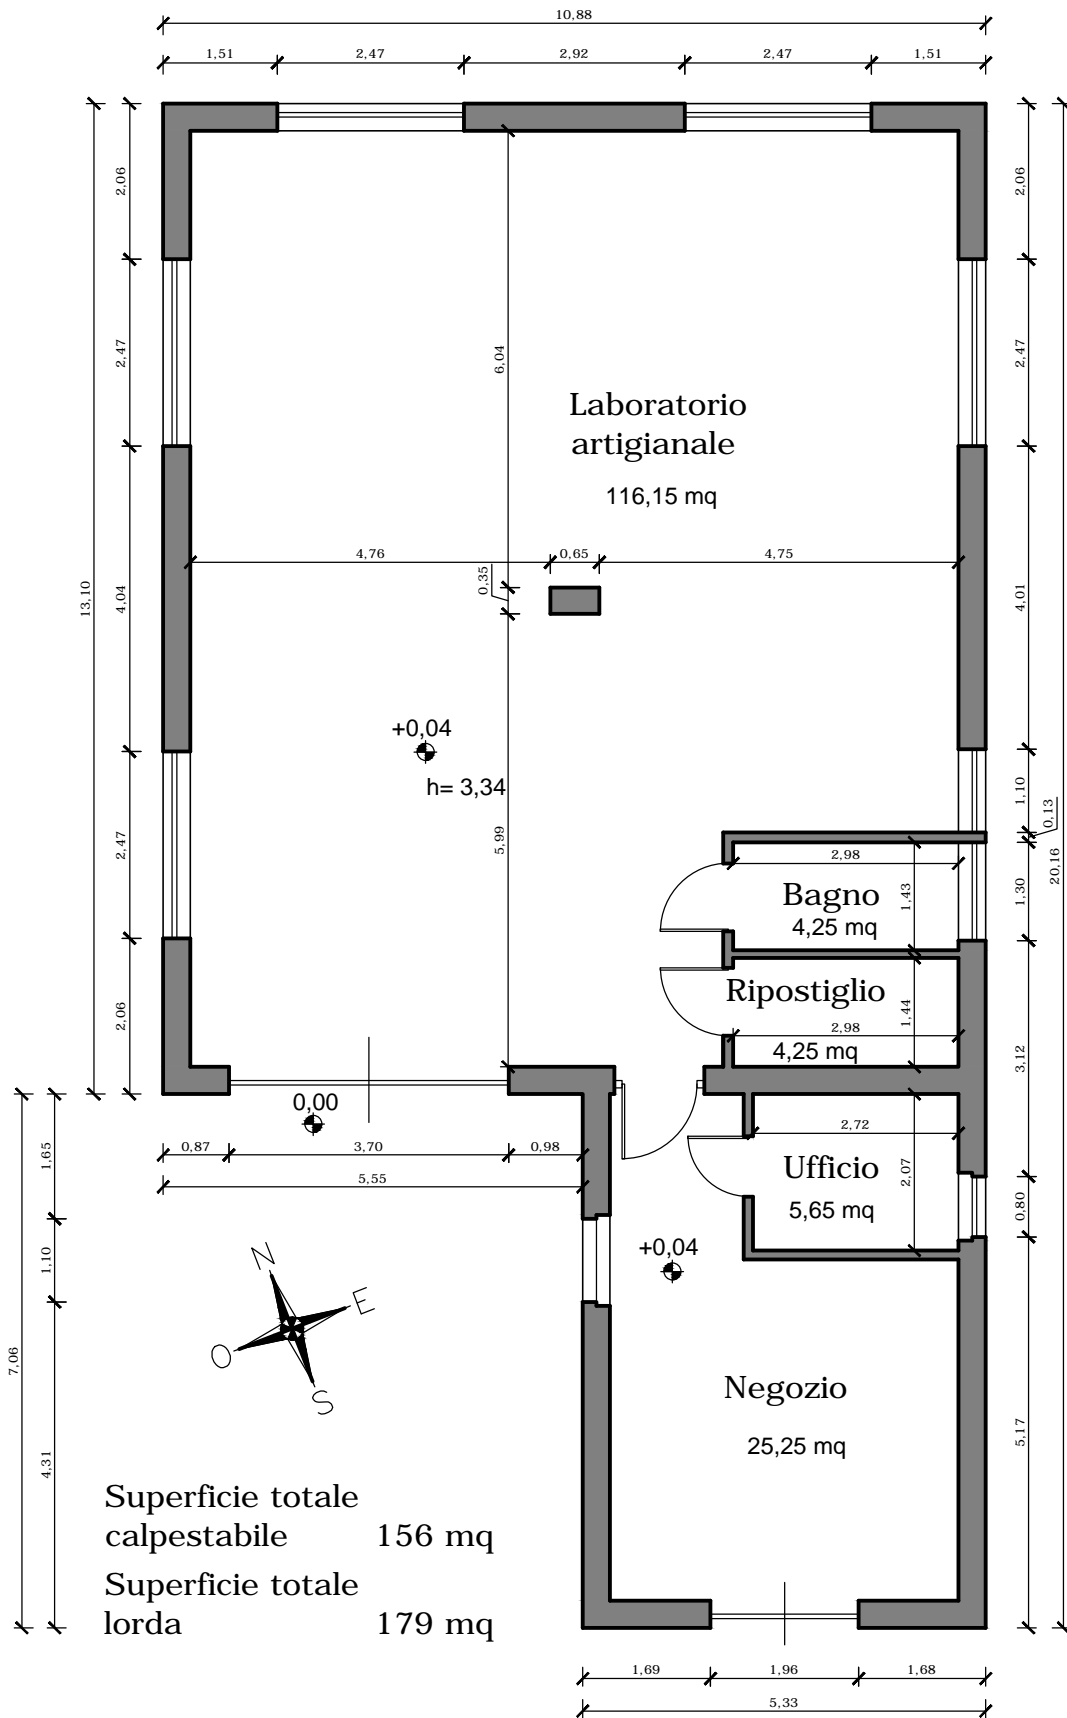 10,88
1,51 2,47 2,92 2,47 1,51
2,06
2,47
4,04
2,47
2,06
13,10
2,06
2,47
4,01
1,10
0,13
1,30
3,12
0,80
5,17
20,16
6,04
Laboratorio
artigianale
116,15 mq
4,76 0,65 4,75
0,35
+0,04
h= 3,34
5,99
2,98
Bagno
4,25 mq
1,43
Ripostiglio
2,98
4,25 mq
1,44
0,00
0,87 3,70 0,98
5,55
2,72
Ufficio
5,65 mq
2,07
+0,04
1,65
1,10
4,31
7,06
N
E
O
S
Negozio
25,25 mq
Superficie totale
calpestabile 156 mq
Superficie totale
lorda 179 mq
1,69 1,96 1,68
5,33